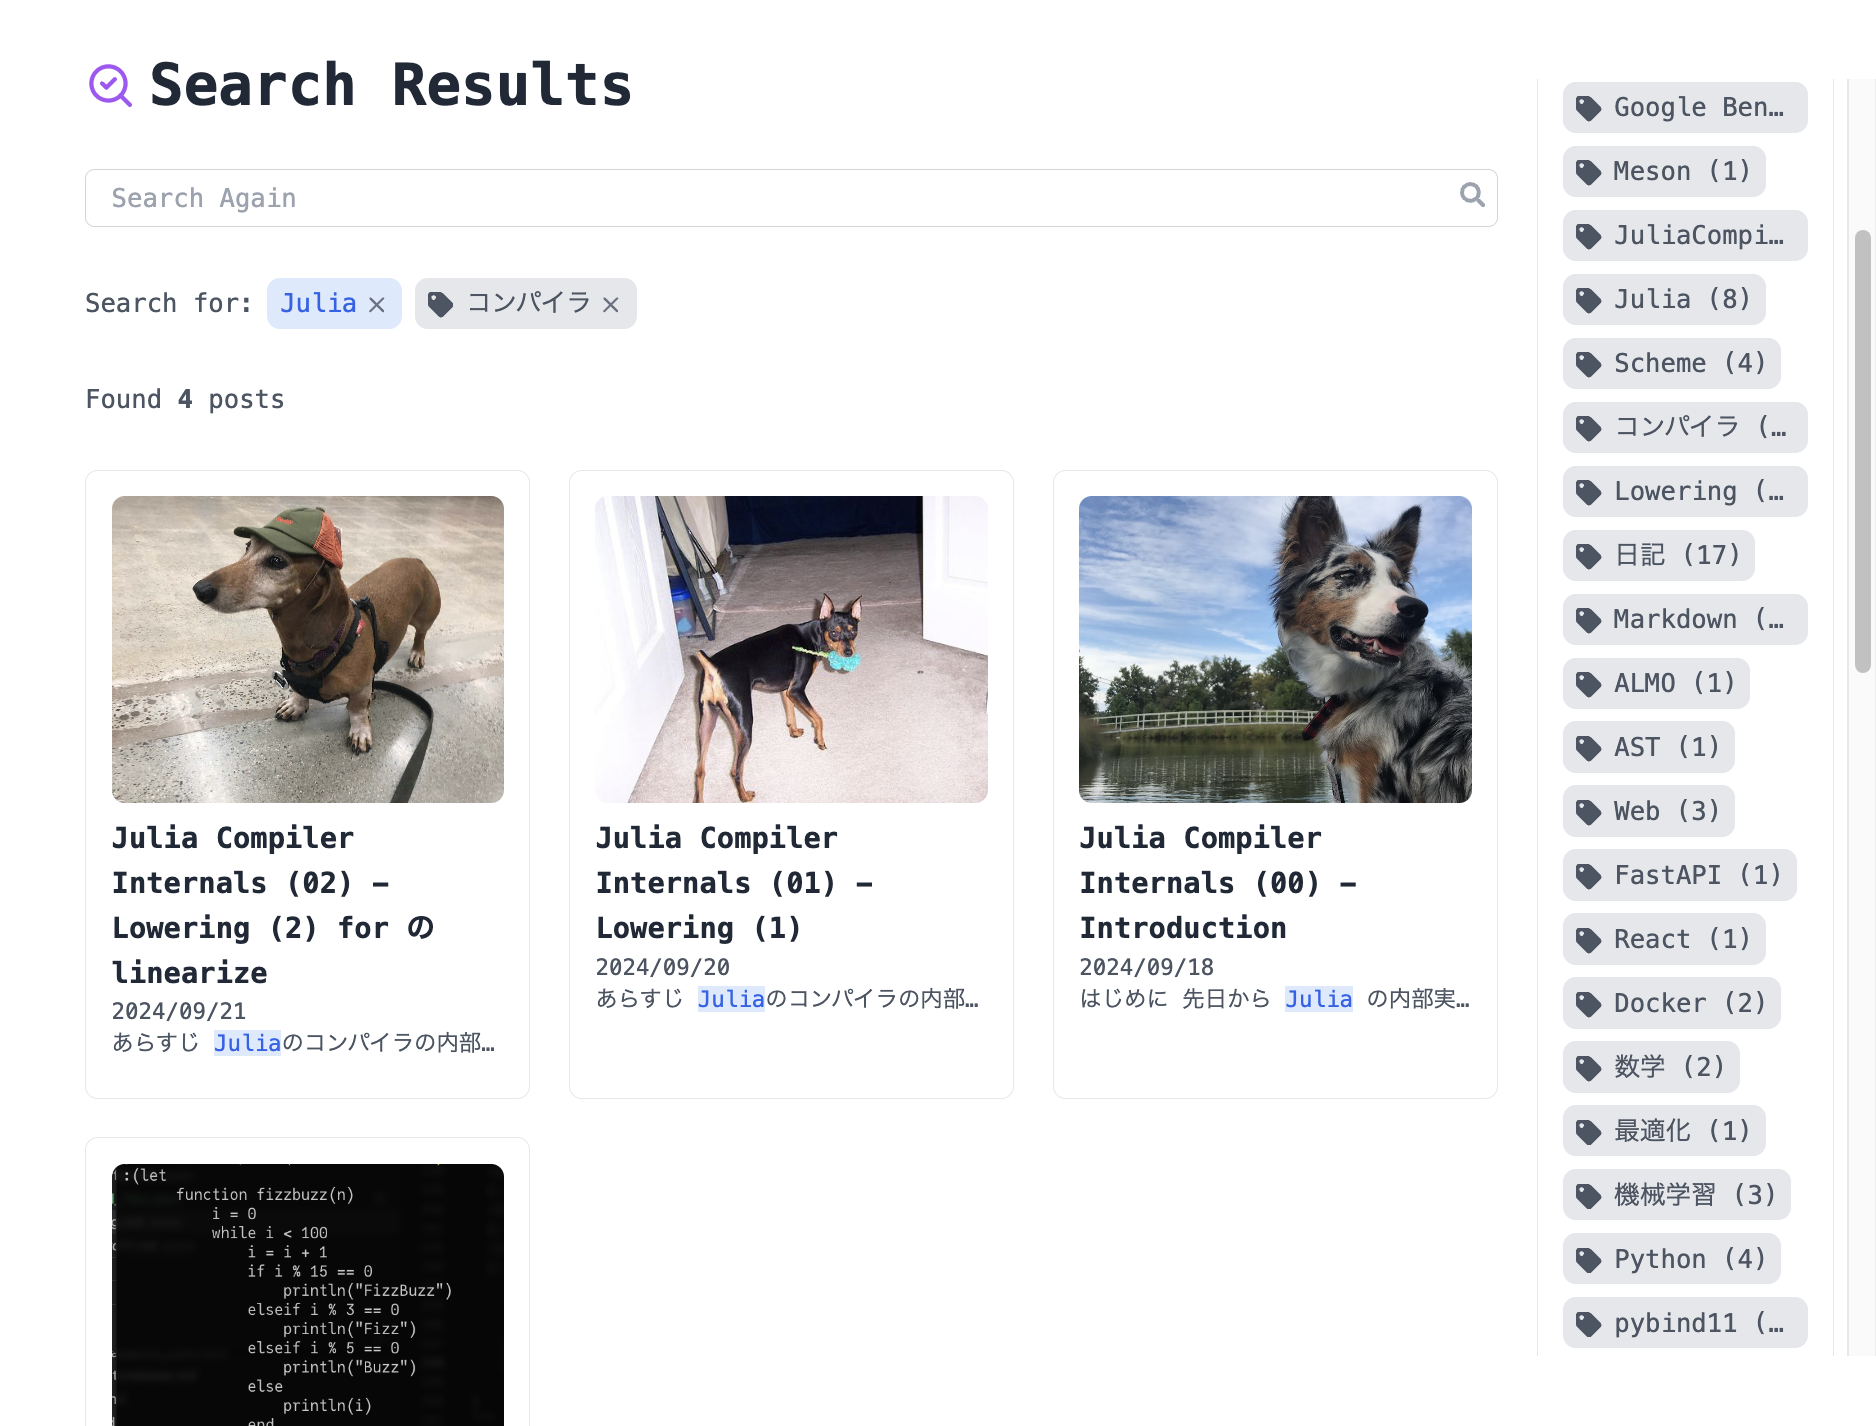 Search Results
Search Again
Search for: Julia × コンパイラ ×
Found 4 posts
Julia Compiler
Internals (02) –
Lowering (2) for の
linearize
2024/09/21
あらすじ Juliaのコンパイラの内部…
Julia Compiler
Internals (01) –
Lowering (1)
2024/09/20
あらすじ Juliaのコンパイラの内部…
Julia Compiler
Internals (00) –
Introduction
2024/09/18
はじめに 先日から Julia の内部実…
:(let
function fizzbuzz(n)
i = 0
while i < 100
i = i + 1
if i % 15 == 0
println("FizzBuzz")
elseif i % 3 == 0
println("Fizz")
elseif i % 5 == 0
println("Buzz")
else
println(i)
end
Google Ben…
Meson (1)
JuliaCompi…
Julia (8)
Scheme (4)
コンパイラ (…
Lowering (…
日記 (17)
Markdown (…
ALMO (1)
AST (1)
Web (3)
FastAPI (1)
React (1)
Docker (2)
数学 (2)
最適化 (1)
機械学習 (3)
Python (4)
pybind11 (…